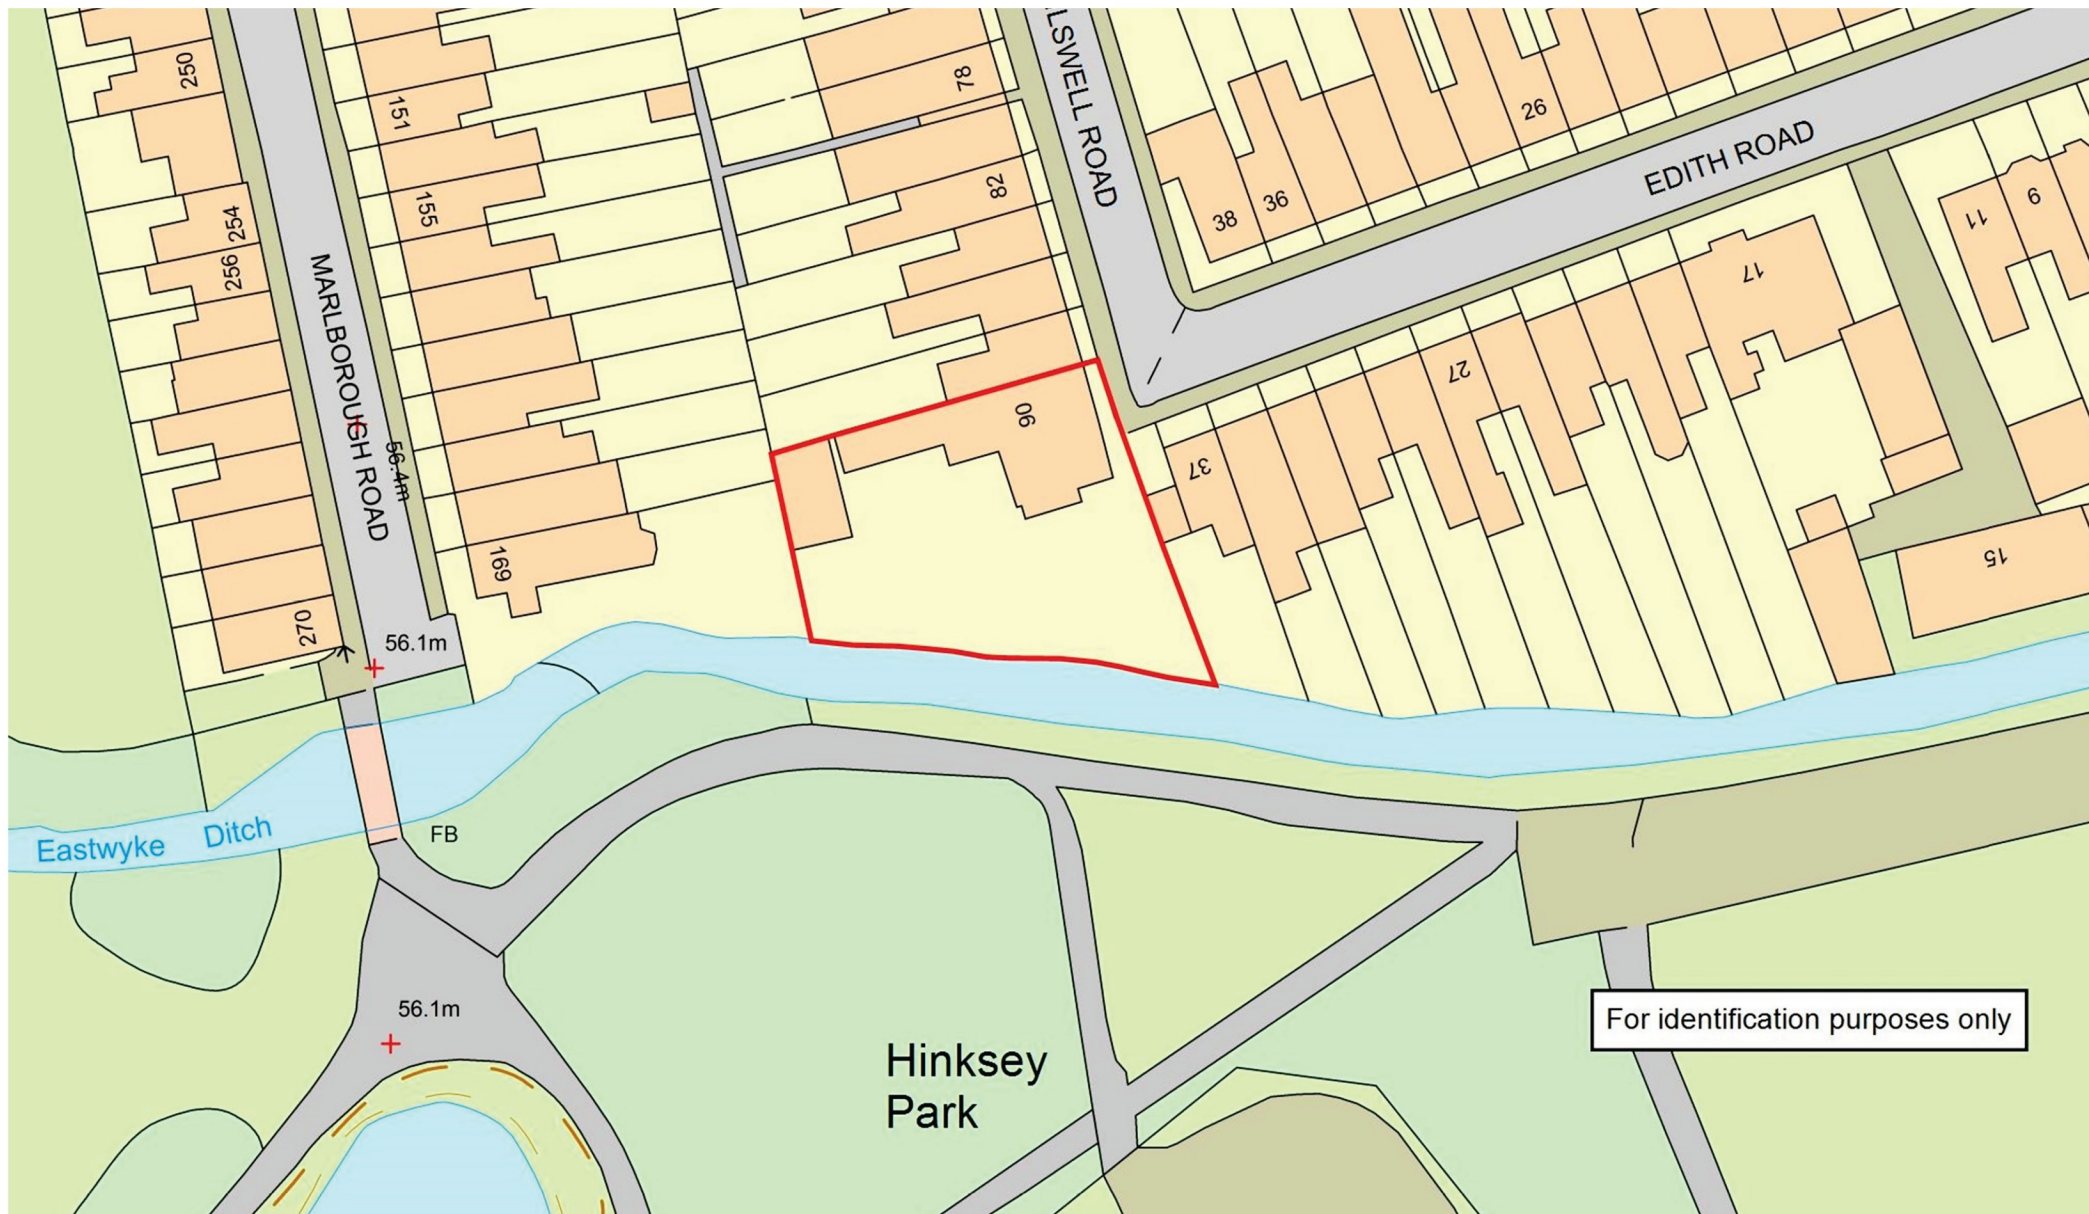 250
151
78
ILSWELL ROAD
26
EDITH ROAD
155
82
38
36
9
11
254
256
17
MARLBOROUGH ROAD
56.4m
27
90
37
169
15
270
56.1m
Eastwyke Ditch
FB
56.1m
For identification purposes only
Hinksey
Park